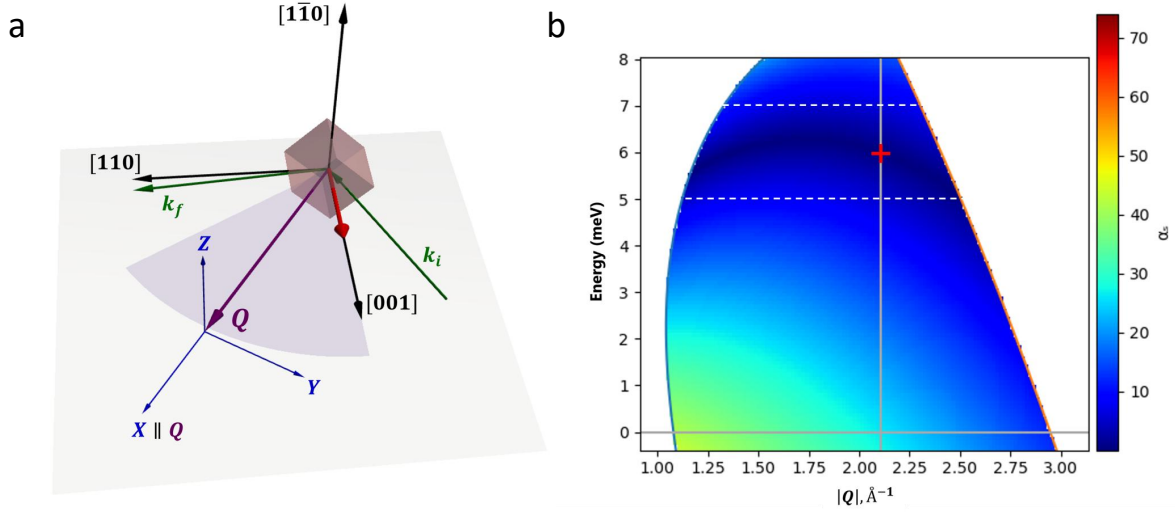 a
[11̄0]
[110]
k_f
k_i
[001]
Z
Q
Y
X ∥ Q
b
Energy (meV)
8
7
6
5
4
3
2
1
0
1.00 1.25 1.50 1.75 2.00 2.25 2.50 2.75 3.00
|Q|, Å⁻¹
70
60
50
40
30
20
10
αₛ